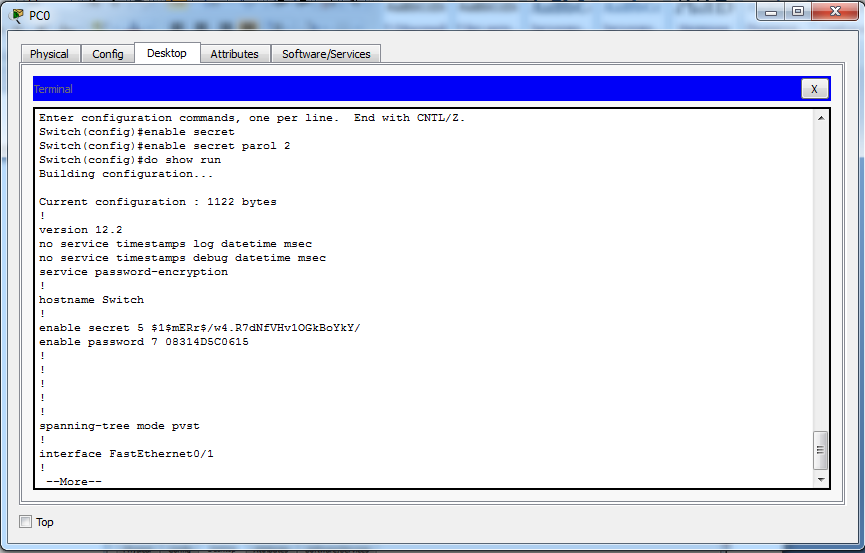 PC0
Physical Config Desktop Attributes Software/Services
Terminal X
Enter configuration commands, one per line.  End with CNTL/Z.
Switch(config)#enable secret
Switch(config)#enable secret parol 2
Switch(config)#do show run
Building configuration...
Current configuration : 1122 bytes
!
version 12.2
no service timestamps log datetime msec
no service timestamps debug datetime msec
service password-encryption
!
hostname Switch
!
enable secret 5 $1$mERr$/w4.R7dNfVHv1OGkBoYkY/
enable password 7 08314D5C0615
!
!
!
!
!
spanning-tree mode pvst
!
interface FastEthernet0/1
!
--More--
Top